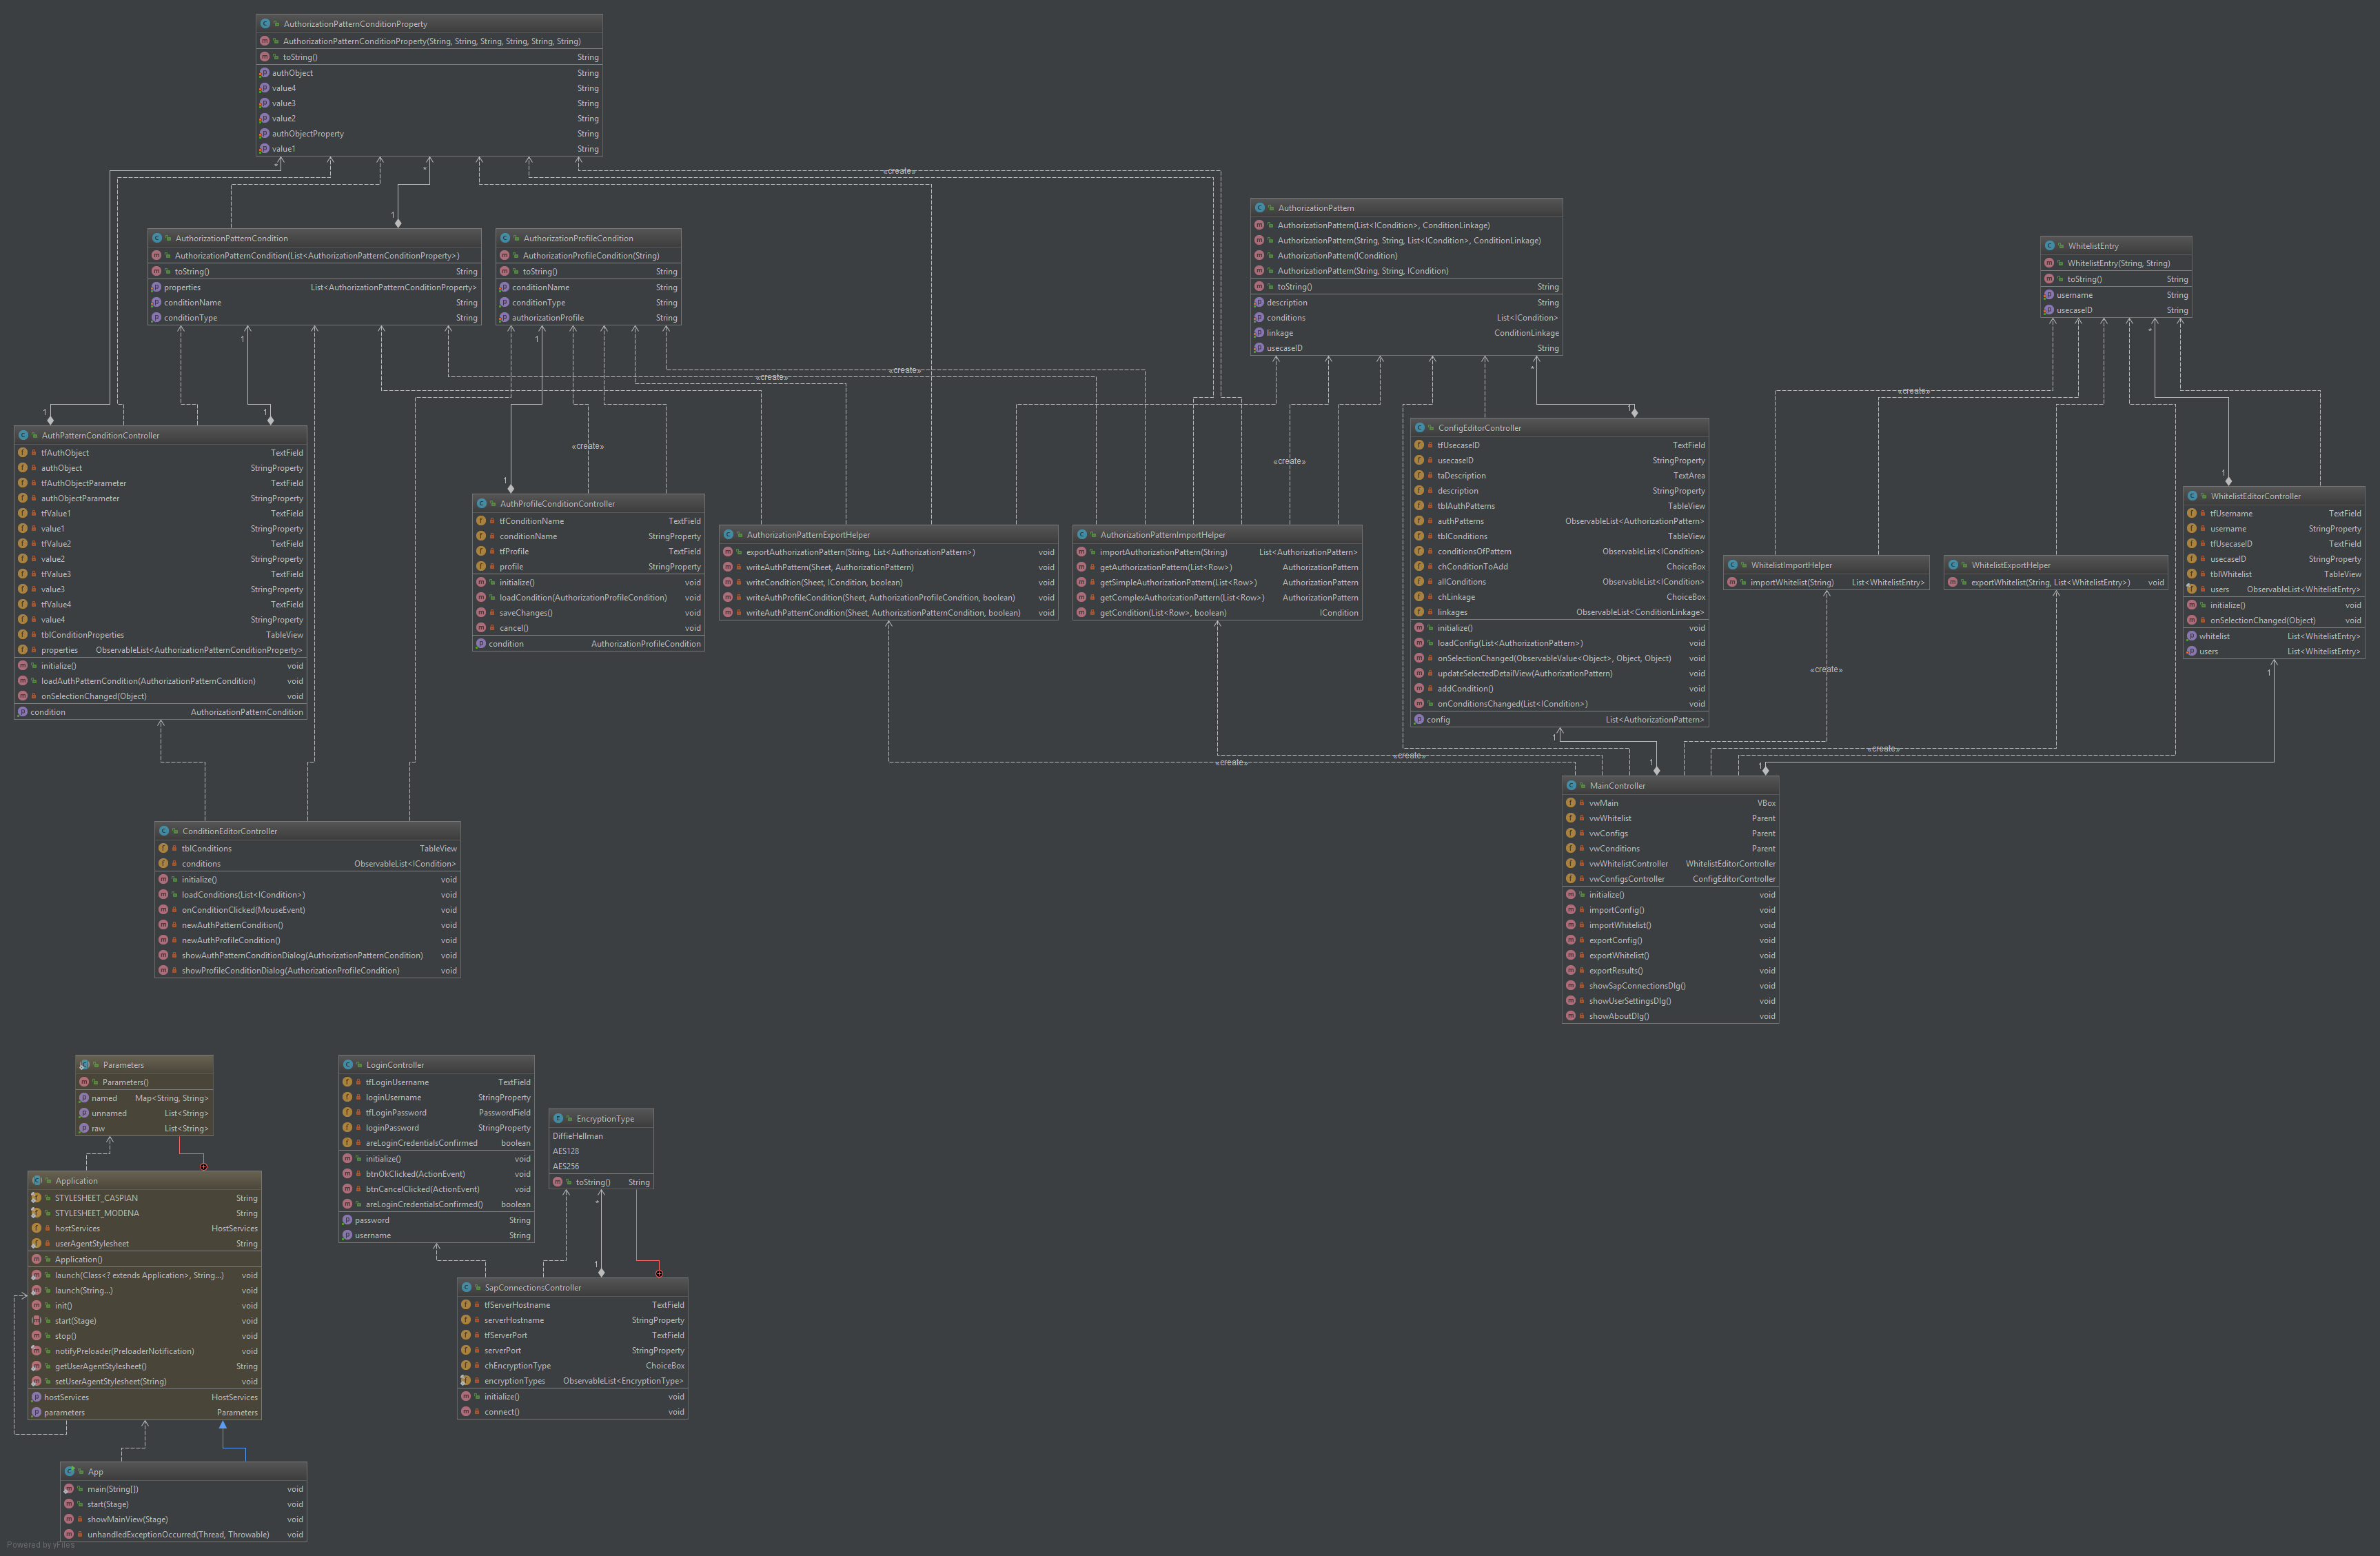 AuthorizationPatternConditionProperty
AuthorizationPatternConditionProperty(String, String, String, String, String, String)
toString() String
authObject String
value4 String
value3 String
value2 String
authObjectProperty String
value1 String
* *
«create»
AuthorizationPattern
AuthorizationPattern(List<ICondition>, ConditionLinkage)
AuthorizationPattern(String, String, List<ICondition>, ConditionLinkage)
AuthorizationPattern(ICondition)
AuthorizationPattern(String, String, ICondition)
toString() String
description String
conditions List<ICondition>
linkage ConditionLinkage
usecaseID String
1
AuthorizationPatternCondition
AuthorizationPatternCondition(List<AuthorizationPatternConditionProperty>)
toString() String
properties List<AuthorizationPatternConditionProperty>
conditionName String
conditionType String
AuthorizationProfileCondition
AuthorizationProfileCondition(String)
toString() String
conditionName String
conditionType String
authorizationProfile String
WhitelistEntry
WhitelistEntry(String, String)
toString() String
username String
usecaseID String
1 1 * *
«create» «create» «create»
1 1 1
AuthPatternConditionController
tfAuthObject TextField
authObject StringProperty
tfAuthObjectParameter TextField
authObjectParameter StringProperty
tfValue1 TextField
value1 StringProperty
tfValue2 TextField
value2 StringProperty
tfValue3 TextField
value3 StringProperty
tfValue4 TextField
value4 StringProperty
tblConditionProperties TableView
properties ObservableList<AuthorizationPatternConditionProperty>
initialize() void
loadAuthPatternCondition(AuthorizationPatternCondition) void
onSelectionChanged(Object) void
condition AuthorizationPatternCondition
«create»
1
AuthProfileConditionController
tfConditionName TextField
conditionName StringProperty
tfProfile TextField
profile StringProperty
initialize() void
loadCondition(AuthorizationProfileCondition) void
saveChanges() void
cancel() void
condition AuthorizationProfileCondition
AuthorizationPatternExportHelper
exportAuthorizationPattern(String, List<AuthorizationPattern>) void
writeAuthPattern(Sheet, AuthorizationPattern) void
writeCondition(Sheet, ICondition, boolean) void
writeAuthProfileCondition(Sheet, AuthorizationProfileCondition, boolean) void
writeAuthPatternCondition(Sheet, AuthorizationPatternCondition, boolean) void
«create»
AuthorizationPatternImportHelper
importAuthorizationPattern(String) List<AuthorizationPattern>
getAuthorizationPattern(List<Row>) AuthorizationPattern
getSimpleAuthorizationPattern(List<Row>) AuthorizationPattern
getComplexAuthorizationPattern(List<Row>) AuthorizationPattern
getCondition(List<Row>, boolean) ICondition
ConfigEditorController
tfUsecaseID TextField
usecaseID StringProperty
taDescription TextArea
description StringProperty
tblAuthPatterns TableView
authPatterns ObservableList<AuthorizationPattern>
tblConditions TableView
conditionsOfPattern ObservableList<ICondition>
chConditionToAdd ChoiceBox
allConditions ObservableList<ICondition>
chLinkage ChoiceBox
linkages ObservableList<ConditionLinkage>
initialize() void
loadConfig(List<AuthorizationPattern>) void
onSelectionChanged(ObservableValue<Object>, Object, Object) void
updateSelectedDetailView(AuthorizationPattern) void
addCondition() void
onConditionsChanged(List<ICondition>) void
config List<AuthorizationPattern>
WhitelistImportHelper
importWhitelist(String) List<WhitelistEntry>
WhitelistExportHelper
exportWhitelist(String, List<WhitelistEntry>) void
1
WhitelistEditorController
tfUsername TextField
username StringProperty
tfUsecaseID TextField
usecaseID StringProperty
tblWhitelist TableView
users ObservableList<WhitelistEntry>
initialize() void
onSelectionChanged(Object) void
whitelist List<WhitelistEntry>
users List<WhitelistEntry>
«create» 1
1 «create»
«create» «create» 1 1
ConditionEditorController
tblConditions TableView
conditions ObservableList<ICondition>
initialize() void
loadConditions(List<ICondition>) void
onConditionClicked(MouseEvent) void
newAuthPatternCondition() void
newAuthProfileCondition() void
showAuthPatternConditionDialog(AuthorizationPatternCondition) void
showProfileConditionDialog(AuthorizationProfileCondition) void
MainController
vwMain VBox
vwWhitelist Parent
vwConfigs Parent
vwConditions Parent
vwWhitelistController WhitelistEditorController
vwConfigsController ConfigEditorController
initialize() void
importConfig() void
importWhitelist() void
exportConfig() void
exportWhitelist() void
exportResults() void
showSapConnectionsDlg() void
showUserSettingsDlg() void
showAboutDlg() void
Parameters
Parameters()
named Map<String, String>
unnamed List<String>
raw List<String>
LoginController
tfLoginUsername TextField
loginUsername StringProperty
tfLoginPassword PasswordField
loginPassword StringProperty
areLoginCredentialsConfirmed boolean
initialize() void
btnOkClicked(ActionEvent) void
btnCancelClicked(ActionEvent) void
areLoginCredentialsConfirmed() boolean
password String
username String
EncryptionType
DiffieHellman
AES128
AES256
toString() String
*
1
Application
STYLESHEET_CASPIAN String
STYLESHEET_MODENA String
hostServices HostServices
userAgentStylesheet String
Application()
launch(Class<? extends Application>, String...) void
launch(String...) void
init() void
start(Stage) void
stop() void
notifyPreloader(PreloaderNotification) void
getUserAgentStylesheet() String
setUserAgentStylesheet(String) void
hostServices HostServices
parameters Parameters
SapConnectionsController
tfServerHostname TextField
serverHostname StringProperty
tfServerPort TextField
serverPort StringProperty
chEncryptionType ChoiceBox
encryptionTypes ObservableList<EncryptionType>
initialize() void
connect() void
App
main(String[]) void
start(Stage) void
showMainView(Stage) void
unhandledExceptionOccurred(Thread, Throwable) void
Powered by yFiles